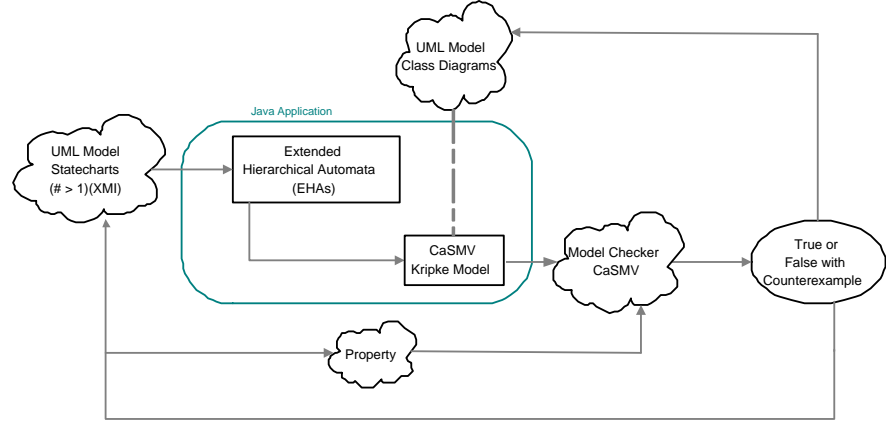 UML Model
Class Diagrams
Java Application
UML Model
Statecharts
(# > 1)(XMI)
Extended
Hierarchical Automata
(EHAs)
CaSMV
Kripke Model
Model Checker
CaSMV
True or
False with
Counterexample
Property